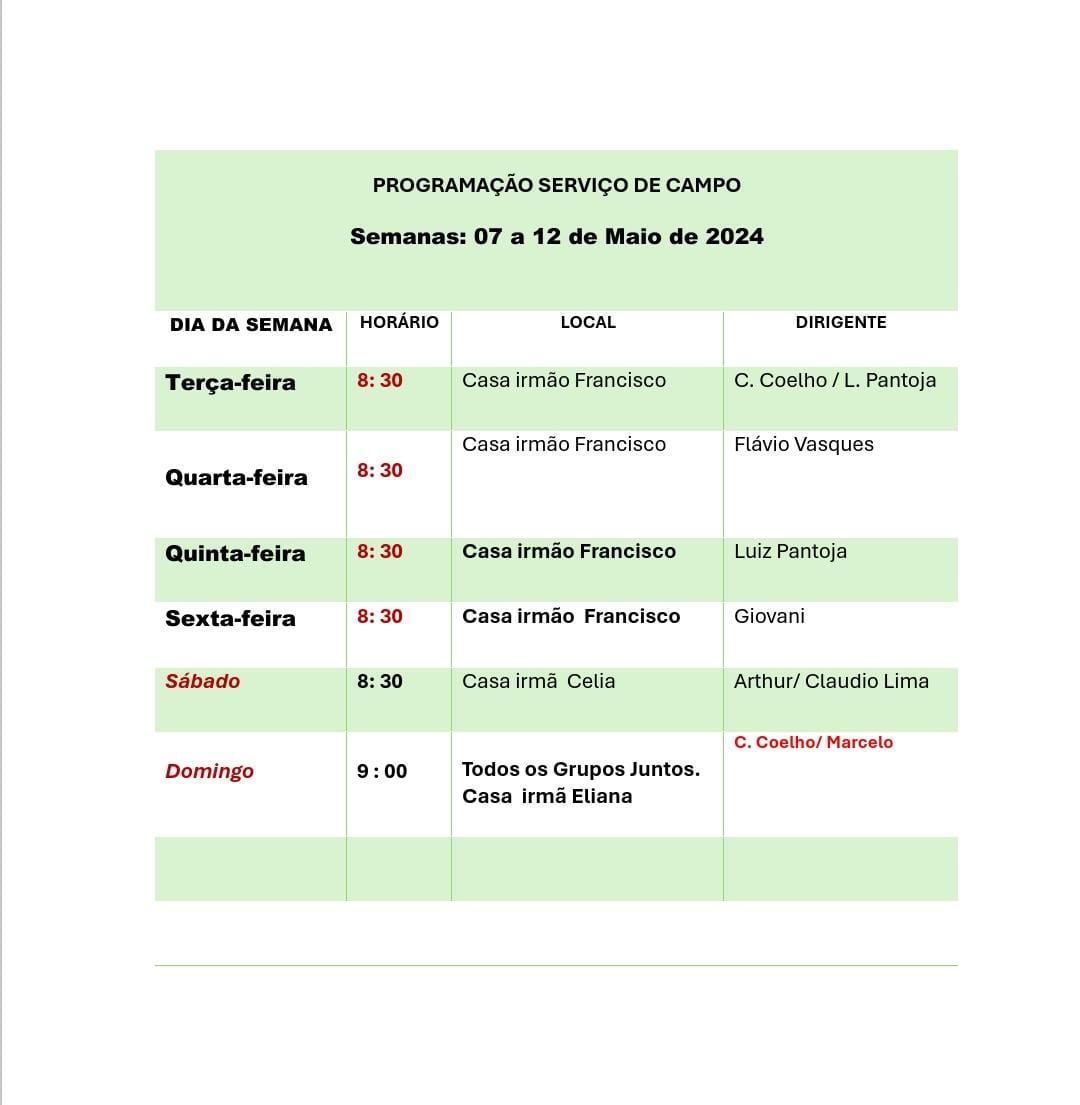 PROGRAMAÇÃO SERVIÇO DE CAMPO
Semanas: 07 a 12 de Maio de 2024
DIA DA SEMANA HORÁRIO LOCAL DIRIGENTE
Terça-feira 8: 30 Casa irmão Francisco C. Coelho / L. Pantoja
Quarta-feira 8: 30 Casa irmão Francisco Flávio Vasques
Quinta-feira 8: 30 Casa irmão Francisco Luiz Pantoja
Sexta-feira 8: 30 Casa irmão  Francisco Giovani
Sábado 8: 30 Casa irmã  Celia Arthur/ Claudio Lima
Domingo 9 : 00 Todos os Grupos Juntos. C. Coelho/ Marcelo
Casa  irmã Eliana